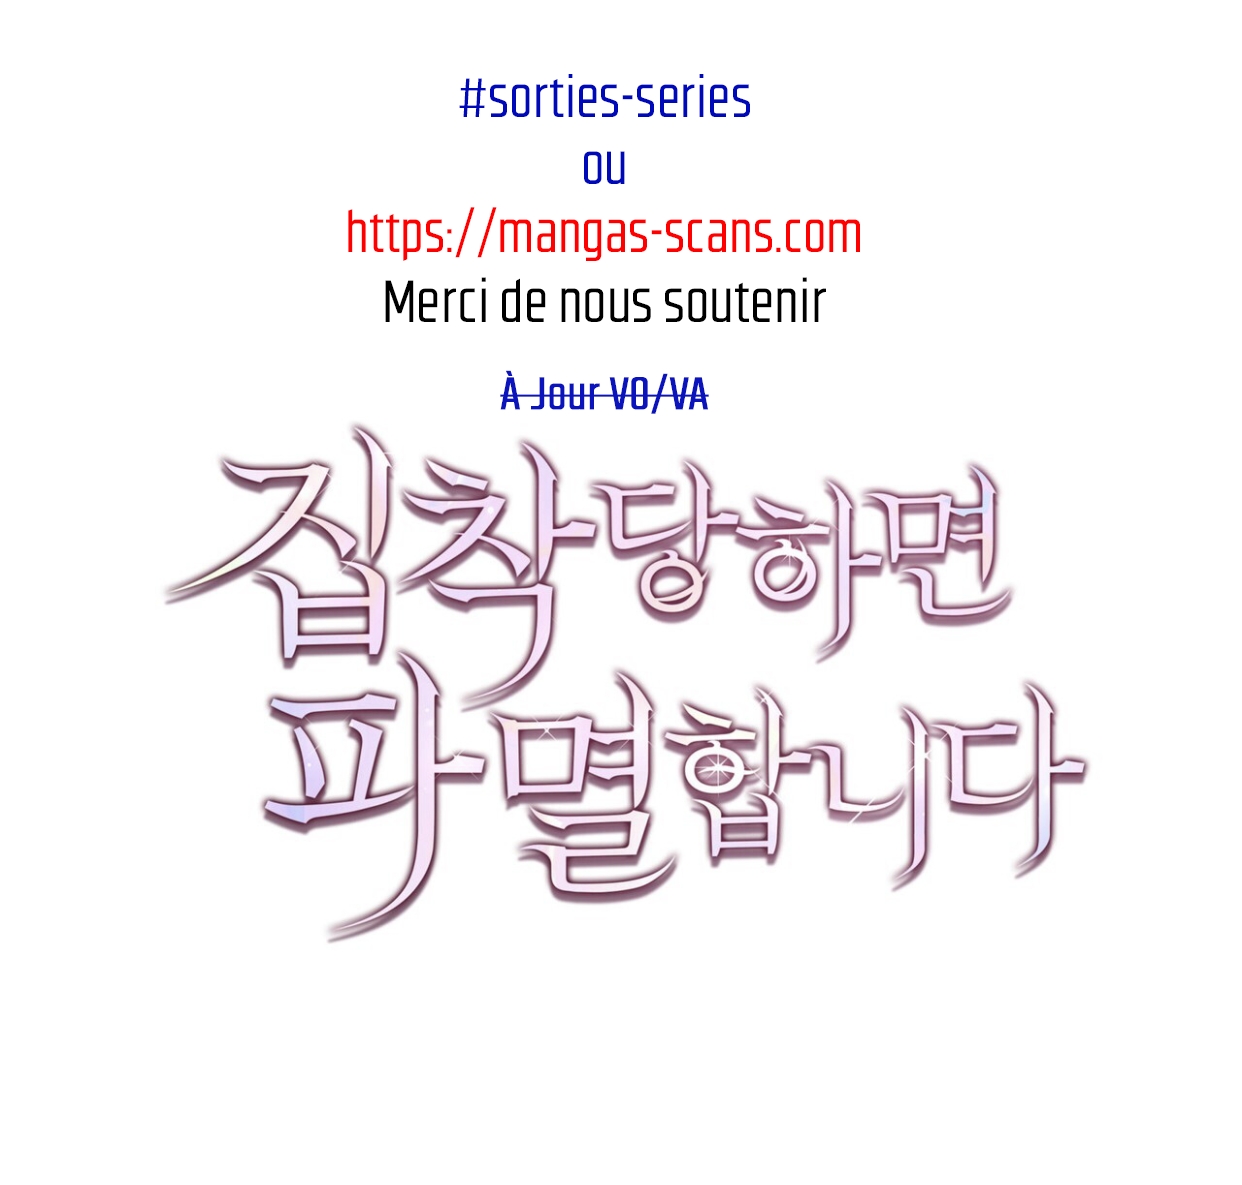 #sorties-series
ou
https://mangas-scans.com
Merci de nous soutenir
À Jour VO/VA
집착당하면
파멸합니다